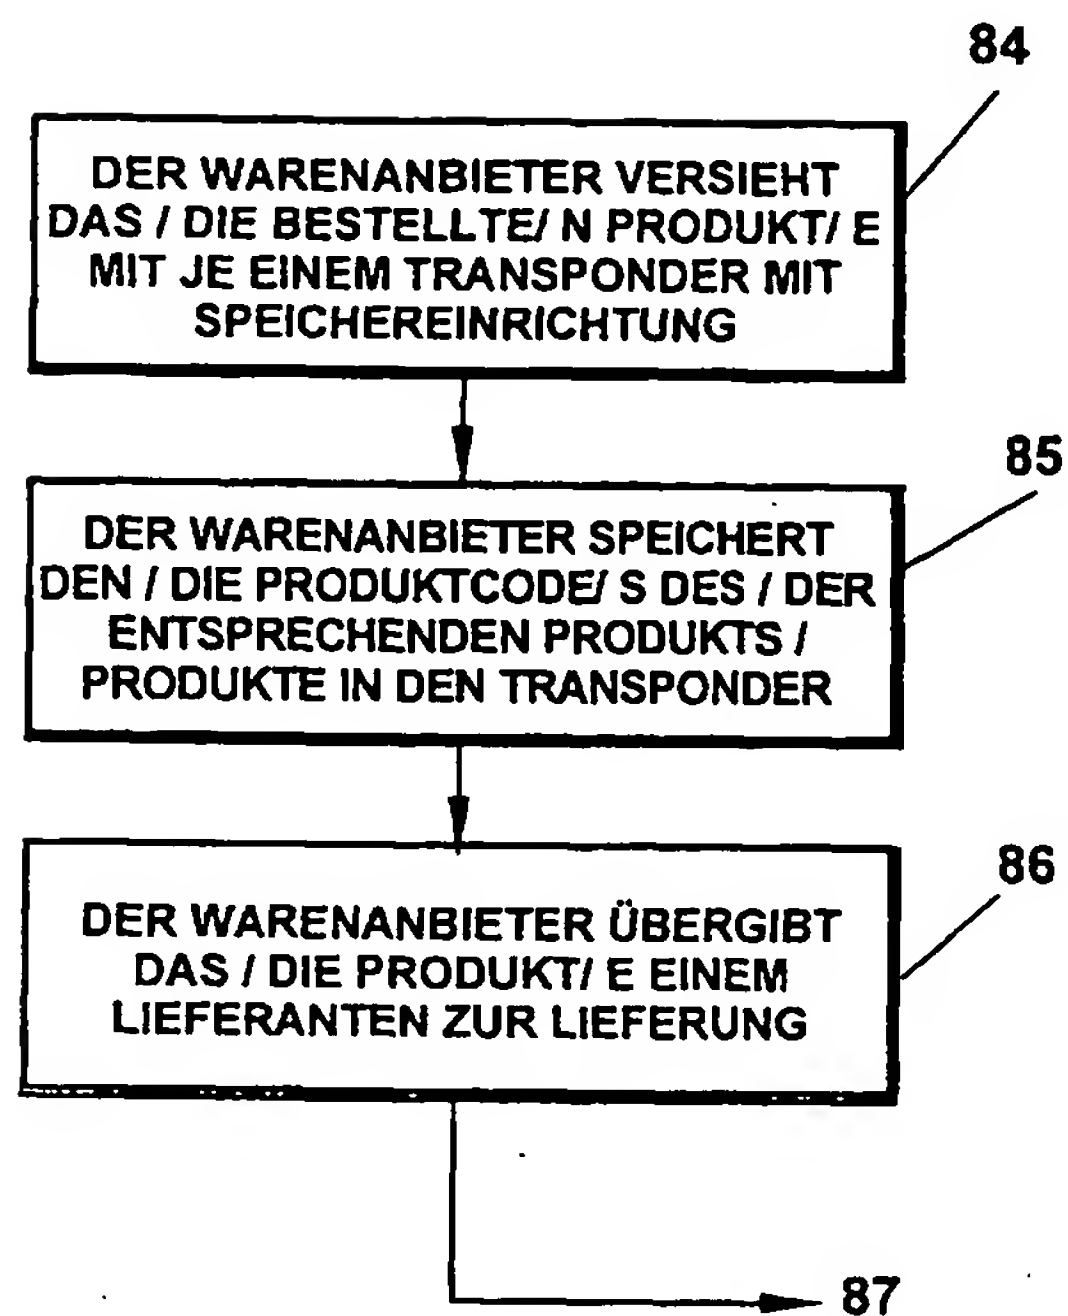 84
DER WARENANBIETER VERSIEHT
DAS / DIE BESTELLTE/ N PRODUKT/ E
MIT JE EINEM TRANSPONDER MIT
SPEICHEREINRICHTUNG
85
DER WARENANBIETER SPEICHERT
DEN / DIE PRODUKTCODE/ S DES / DER
ENTSPRECHENDEN PRODUKTS /
PRODUKTE IN DEN TRANSPONDER
86
DER WARENANBIETER ÜBERGIBT
DAS / DIE PRODUKT/ E EINEM
LIEFERANTEN ZUR LIEFERUNG
87